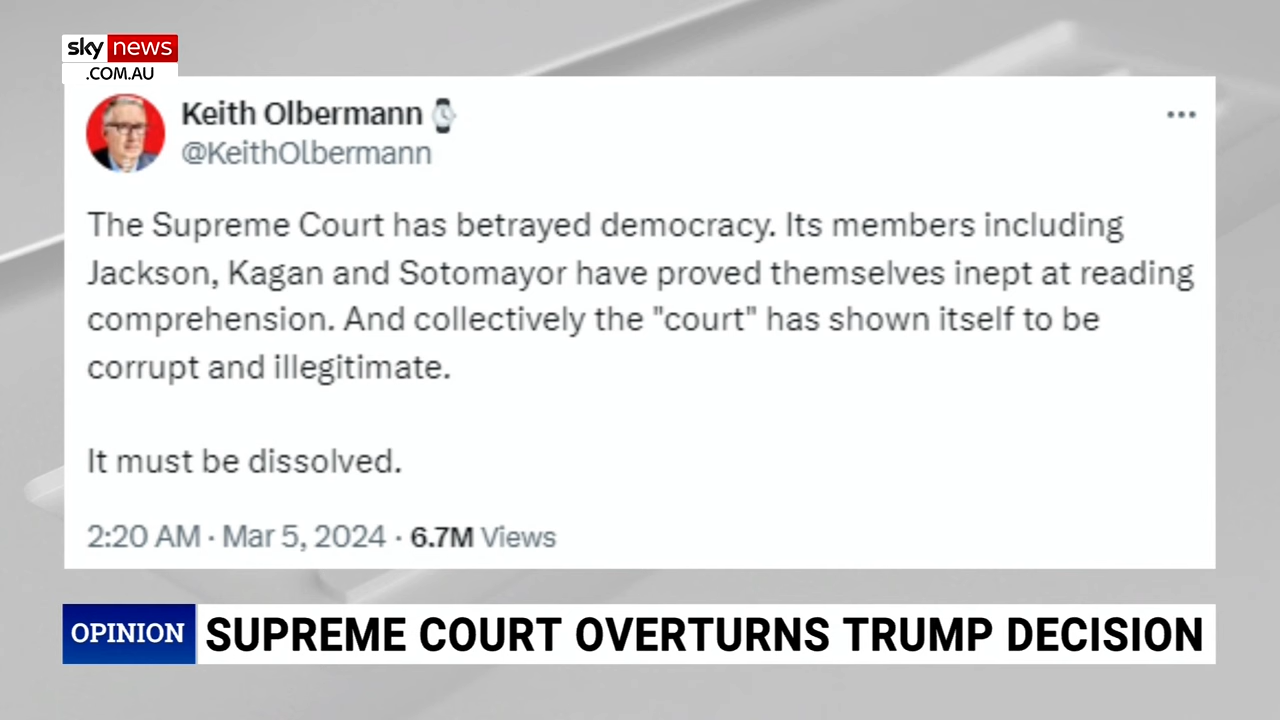 sky news
.COM.AU
Keith Olbermann
@KeithOlbermann
The Supreme Court has betrayed democracy. Its members including
Jackson, Kagan and Sotomayor have proved themselves inept at reading
comprehension. And collectively the "court" has shown itself to be
corrupt and illegitimate.
It must be dissolved.
2:20 AM · Mar 5, 2024 · 6.7M Views
OPINION SUPREME COURT OVERTURNS TRUMP DECISION